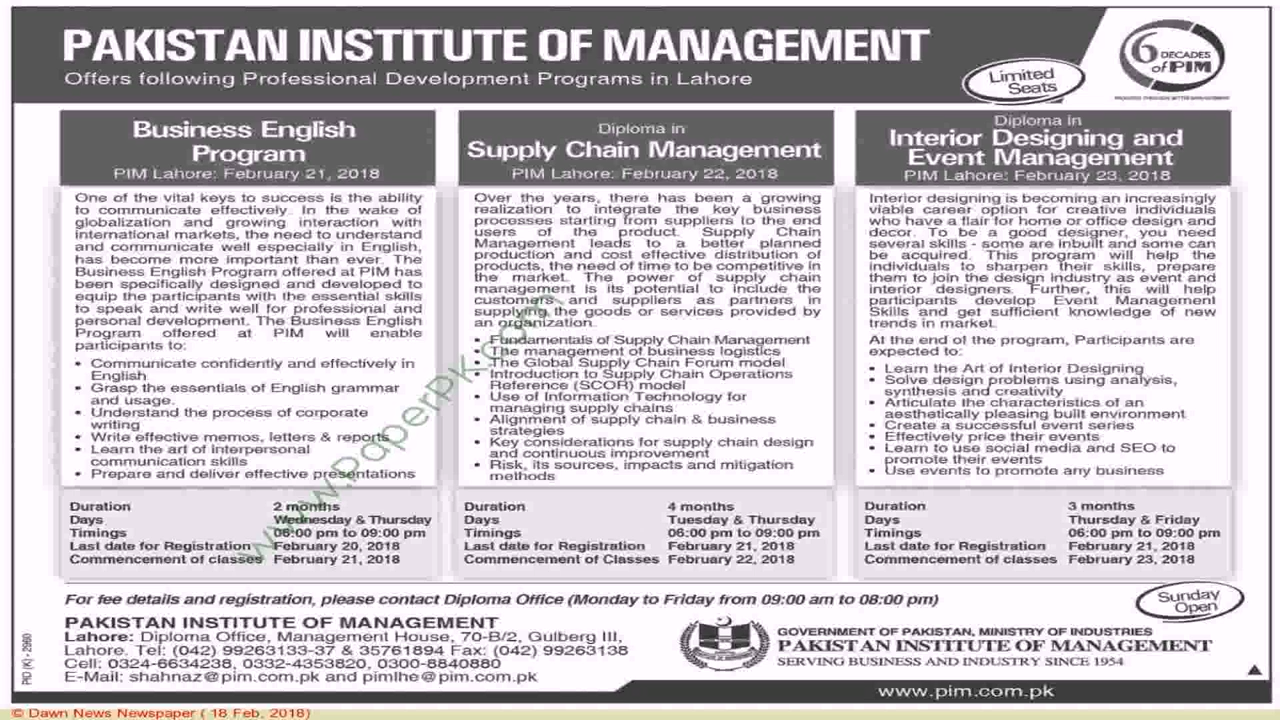 PAKISTAN INSTITUTE OF MANAGEMENT
Offers following Professional Development Programs in Lahore
Limited
Seats
6 DECADES
of PIM
Business English
Program
PIM Lahore: February 21, 2018
One of the vital keys to success is the ability
to communicate effectively. In the wake of
globalization and growing interaction with
international markets, the need to understand
and communicate well especially in English,
has become more important than ever. The
Business English Program offered at PIM has
been specifically designed and developed to
equip the participants with the essential skills
to speak and write well for professional and
personal development. The Business English
Program offered at PIM will enable
participants to:
• Communicate confidently and effectively in
English
• Grasp the essentials of English grammar
and usage.
• Understand the process of corporate
writing
• Write effective memos, letters & reports
• Learn the art of interpersonal
communication skills
• Prepare and deliver effective presentations
Duration 2 months
Days Wednesday & Thursday
Timings 06:00 pm to 09:00 pm
Last date for Registration February 20, 2018
Commencement of classes February 21, 2018
Diploma in
Supply Chain Management
PIM Lahore: February 22, 2018
Over the years, there has been a growing
realization to integrate the key business
processes starting from suppliers to the end
users of the product. Supply Chain
Management leads to a better planned
production and cost effective distribution of
products, the need of time to be competitive in
the market. The power of supply chain
management is its potential to include the
customers and suppliers as partners in
supplying the goods or services provided by
an organization.
• Fundamentals of Supply Chain Management
• The management of business logistics
• The Global Supply Chain Forum model
• Introduction to Supply Chain Operations
Reference (SCOR) model
• Use of Information Technology for
managing supply chains
• Alignment of supply chain & business
strategies
• Key considerations for supply chain design
and continuous improvement
• Risk, its sources, impacts and mitigation
methods
Duration 4 months
Days Tuesday & Thursday
Timings 06:00 pm to 09:00 pm
Last date for Registration February 21, 2018
Commencement of Classes February 22, 2018
Diploma in
Interior Designing and
Event Management
PIM Lahore: February 23, 2018
Interior designing is becoming an increasingly
viable career option for creative individuals
who have a flair for home or office design and
decor. To be a good designer, you need
several skills - some are inbuilt and some can
be acquired. This program will help the
individuals to sharpen their skills, prepare
them to join the design industry as event and
interior designers. Further, this will help
participants develop Event Management
Skills and get sufficient knowledge of new
trends in market.
At the end of the program, Participants are
expected to:
• Learn the Art of Interior Designing
• Solve design problems using analysis,
synthesis and creativity
• Articulate the characteristics of an
aesthetically pleasing built environment
• Create a successful event series
• Effectively price their events
• Learn to use social media and SEO to
promote their events
• Use events to promote any business
Duration 3 months
Days Thursday & Friday
Timings 06:00 pm to 09:00 pm
Last date for Registration February 21, 2018
Commencement of classes February 23, 2018
www.PaperPK.com
For fee details and registration, please contact Diploma Office (Monday to Friday from 09:00 am to 08:00 pm)
Sunday
Open
PAKISTAN INSTITUTE OF MANAGEMENT
Lahore: Diploma Office, Management House, 70-B/2, Gulberg III,
Lahore. Tel: (042) 99263133-37 & 35761894 Fax: (042) 99263138
Cell: 0324-6634238, 0332-4353820, 0300-8840880
E-Mail: shahnaz@pim.com.pk and pimlhe@pim.com.pk
GOVERNMENT OF PAKISTAN, MINISTRY OF INDUSTRIES
PAKISTAN INSTITUTE OF MANAGEMENT
SERVING BUSINESS AND INDUSTRY SINCE 1954
www.pim.com.pk
PID (K) - 2960
© Dawn News Newspaper ( 18 Feb, 2018)